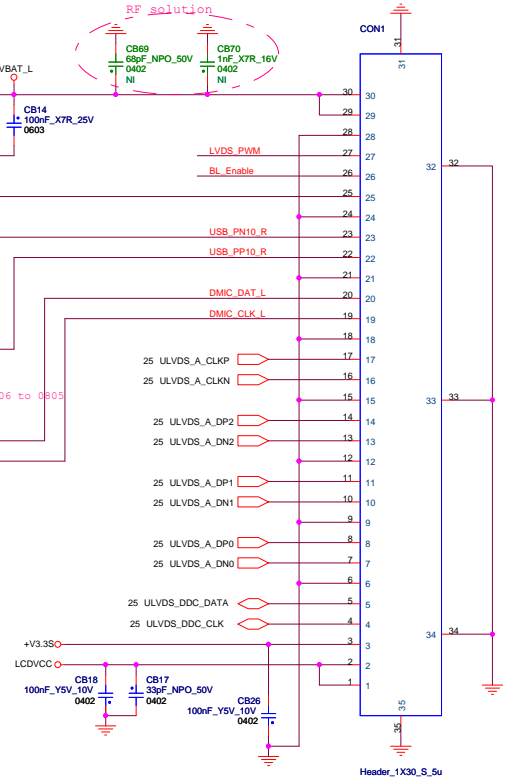 RF solution
CON1
31
31
CB69
68pF_NPO_50V
0402
NI
CB70
1nF_X7R_16V
0402
NI
VBAT_L
CB14
100nF_X7R_25V
0603
30 30
29 29
28 28
LVDS_PWM 27 27
BL_Enable 26 26
32 32
25 25
24 24
USB_PN10_R 23 23
USB_PP10_R 22 22
21 21
DMIC_DAT_L 20 20
DMIC_CLK_L 19 19
18 18
25 ULVDS_A_CLKP 17 17
25 ULVDS_A_CLKN 16 16
06 to 0805
15 15
33 33
25 ULVDS_A_DP2 14 14
25 ULVDS_A_DN2 13 13
12 12
25 ULVDS_A_DP1 11 11
25 ULVDS_A_DN1 10 10
9 9
25 ULVDS_A_DP0 8 8
25 ULVDS_A_DN0 7 7
6 6
25 ULVDS_DDC_DATA 5 5
25 ULVDS_DDC_CLK 4 4
34 34
+V3.3S 3 3
LCDVCC 2 2
1 1
CB18
100nF_Y5V_10V
0402
CB17
33pF_NPO_50V
0402
CB26
100nF_Y5V_10V
0402
35
35
Header_1X30_S_5u